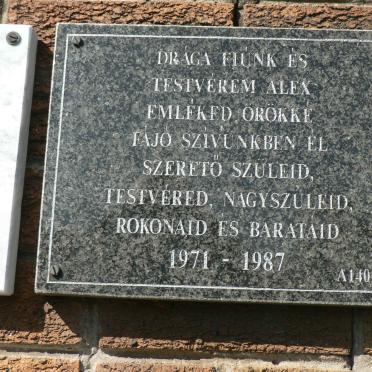 DRÁGA FIÚNK ÉS
TESTVÉREM ALEX
EMLÉKED ÖRÖKKÉ
FÁJÓ SZÍVÜNKBEN ÉL
SZERETŐ SZÜLEID,
TESTVÉRED, NAGYSZÜLEID,
ROKONAID ÉS BARÁTAID
1971 - 1987
A140